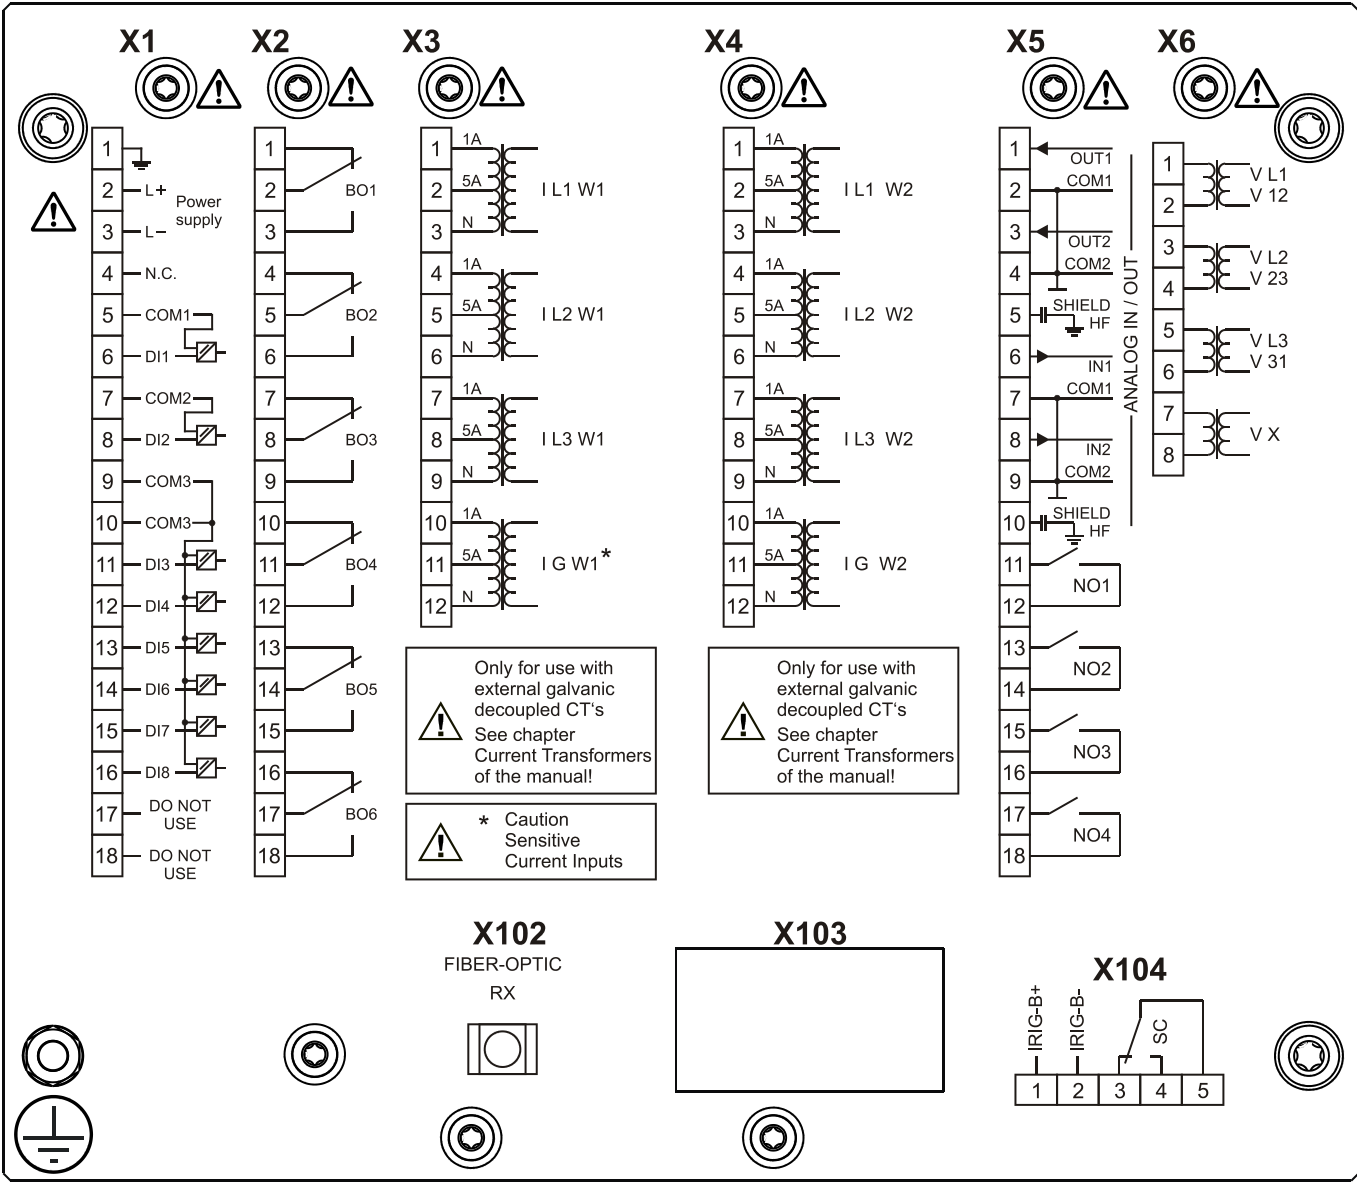 X1
1
2 L+
Power
supply
3 L–
4 N.C.
5 COM1
6 DI1
7 COM2
8 DI2
9 COM3
10 COM3
11 DI3
12 DI4
13 DI5
14 DI6
15 DI7
16 DI8
17 DO NOT
USE
18 DO NOT
USE
X2
1
2 BO1
3
4
5 BO2
6
7
8 BO3
9
10
11 BO4
12
13
14 BO5
15
16
17 BO6
18
X3
1 1A
2 5A I L1 W1
3 N
4 1A
5 5A I L2 W1
6 N
7 1A
8 5A I L3 W1
9 N
10 1A
11 5A I G W1*
12 N
Only for use with
external galvanic
decoupled CT‘s
See chapter
Current Transformers
of the manual!
* Caution
Sensitive
Current Inputs
X4
1 1A
2 5A I L1 W2
3 N
4 1A
5 5A I L2 W2
6 N
7 1A
8 5A I L3 W2
9 N
10 1A
11 5A I G W2
12 N
Only for use with
external galvanic
decoupled CT‘s
See chapter
Current Transformers
of the manual!
X5
1 OUT1
2 COM1
3 OUT2
4 COM2
5 SHIELD
HF
6 IN1
7 COM1
8 IN2
9 COM2
10 SHIELD
HF
ANALOG IN / OUT
11
NO1
12
13
NO2
14
15
NO3
16
17
NO4
18
X6
1 V L1
2 V 12
3 V L2
4 V 23
5 V L3
6 V 31
7
V X
8
X102
FIBER-OPTIC
RX
X103
X104
IRIG-B+
IRIG-B-
SC
1 2 3 4 5